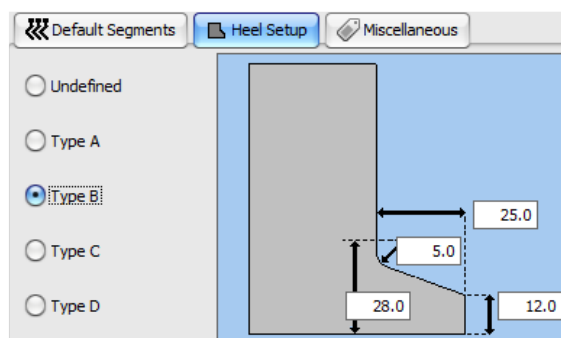 Default Segments Heel Setup Miscellaneous
Undefined
Type A
Type B
Type C
Type D
25.0
5.0
28.0 12.0